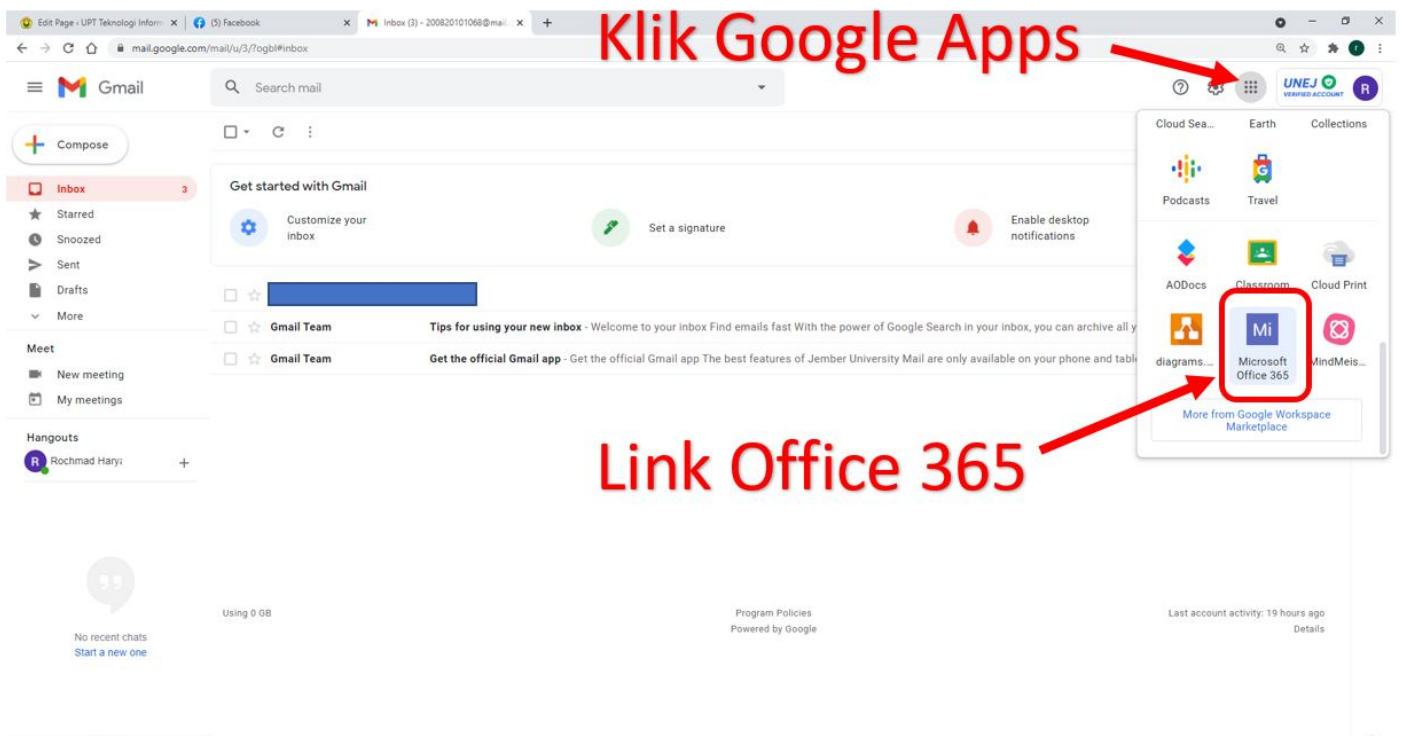 Edit Page ‹ UPT Teknologi Inform
(5) Facebook
Inbox (3) - 200820101068@mail.
mail.google.com/mail/u/3/?ogbl#inbox
Klik Google Apps
Gmail
Search mail
UNEJ
VERIFIED ACCOUNT
R
Compose
Inbox 3
Starred
Snoozed
Sent
Drafts
More
Meet
New meeting
My meetings
Hangouts
R Rochmad Harya
No recent chats
Start a new one
Get started with Gmail
Customize your
inbox
Set a signature
Enable desktop
notifications
Gmail Team Tips for using your new inbox - Welcome to your inbox Find emails fast With the power of Google Search in your inbox, you can archive all y
Gmail Team Get the official Gmail app - Get the official Gmail app The best features of Jember University Mail are only available on your phone and table
Cloud Sea... Earth Collections
Podcasts Travel
AODocs Classroom Cloud Print
Mi
diagrams.... Microsoft MindMeis...
Office 365
More from Google Workspace
Marketplace
Link Office 365
Using 0 GB
Program Policies
Powered by Google
Last account activity: 19 hours ago
Details